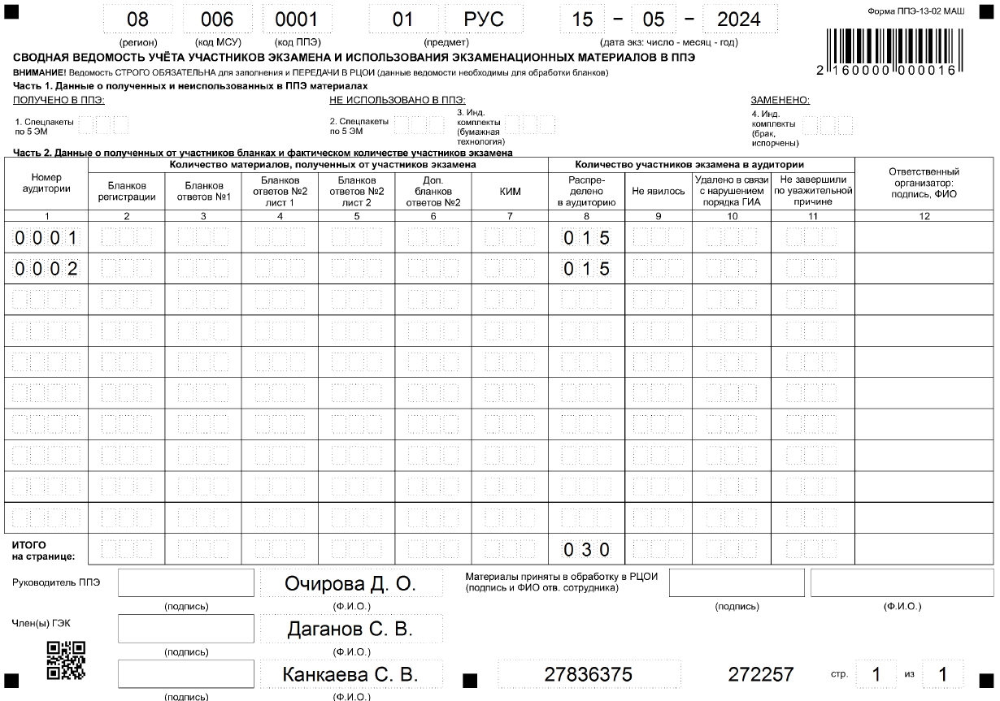 08 006 0001 01 РУС 15 – 05 – 2024 Форма ППЭ-13-02 МАШ
(регион) (код МСУ) (код ППЭ) (предмет) (дата экз: число - месяц - год)
СВОДНАЯ ВЕДОМОСТЬ УЧЁТА УЧАСТНИКОВ ЭКЗАМЕНА И ИСПОЛЬЗОВАНИЯ ЭКЗАМЕНАЦИОННЫХ МАТЕРИАЛОВ В ППЭ
2 160000 000016
ВНИМАНИЕ! Ведомость СТРОГО ОБЯЗАТЕЛЬНА для заполнения и ПЕРЕДАЧИ В РЦОИ (данные ведомости необходимы для обработки бланков)
Часть 1. Данные о полученных и неиспользованных в ППЭ материалах
ПОЛУЧЕНО В ППЭ: НЕ ИСПОЛЬЗОВАНО В ППЭ: ЗАМЕНЕНО:
1. Спецпакеты
по 5 ЭМ
2. Спецпакеты
по 5 ЭМ
3. Инд.
комплекты
(бумажная
технология)
4. Инд.
комплекты
(брак,
испорчены)
Часть 2. Данные о полученных от участников бланках и фактическом количестве участников экзамена
Номер
аудитории
Количество материалов, полученных от участников экзамена
Бланков
регистрации
Бланков
ответов №1
Бланков
ответов №2
лист 1
Бланков
ответов №2
лист 2
Доп.
бланков
ответов №2
КИМ
Количество участников экзамена в аудитории
Распре-
делено
в аудиторию
Не явилось
Удалено в связи
с нарушением
порядка ГИА
Не завершили
по уважительной
причине
Ответственный
организатор:
подпись, ФИО
1 2 3 4 5 6 7 8 9 10 11 12
0001 015
0002 015
ИТОГО
на странице:
030
Руководитель ППЭ Очирова Д. О.
(подпись) (Ф.И.О.)
Материалы приняты в обработку в РЦОИ
(подпись и ФИО отв. сотрудника)
(подпись) (Ф.И.О.)
Член(ы) ГЭК Даганов С. В.
(подпись) (Ф.И.О.)
Канкаева С. В. 27836375 272257 стр. 1 из 1
(подпись) (Ф.И.О.)